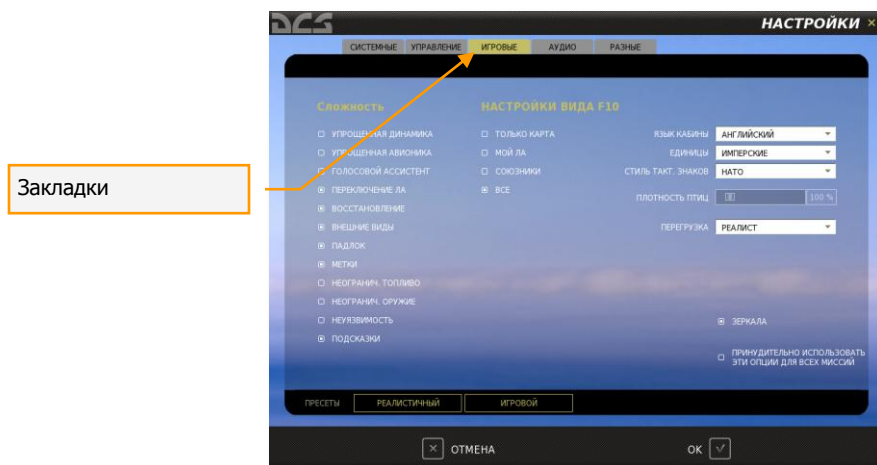 DCS
НАСТРОЙКИ ×
СИСТЕМНЫЕ УПРАВЛЕНИЕ ИГРОВЫЕ АУДИО РАЗНЫЕ
Закладки
Сложность
УПРОЩЕННАЯ ДИНАМИКА
УПРОЩЕННАЯ АВИОНИКА
ГОЛОСОВОЙ АССИСТЕНТ
ПЕРЕКЛЮЧЕНИЕ ЛА
ВОССТАНОВЛЕНИЕ
ВНЕШНИЕ ВИДЫ
ПАДЛОК
МЕТКИ
НЕОГРАНИЧ. ТОПЛИВО
НЕОГРАНИЧ. ОРУЖИЕ
НЕУЯЗВИМОСТЬ
ПОДСКАЗКИ
НАСТРОЙКИ ВИДА F10
ТОЛЬКО КАРТА
МОЙ ЛА
СОЮЗНИКИ
ВСЕ
ЯЗЫК КАБИНЫ АНГЛИЙСКИЙ
ЕДИНИЦЫ ИМПЕРСКИЕ
СТИЛЬ ТАКТ. ЗНАКОВ НАТО
ПЛОТНОСТЬ ПТИЦ 100 %
ПЕРЕГРУЗКА РЕАЛИСТ
ЗЕРКАЛА
ПРИНУДИТЕЛЬНО ИСПОЛЬЗОВАТЬ
ЭТИ ОПЦИИ ДЛЯ ВСЕХ МИССИЙ
ПРЕСЕТЫ РЕАЛИСТИЧНЫЙ ИГРОВОЙ
ОТМЕНА
OK